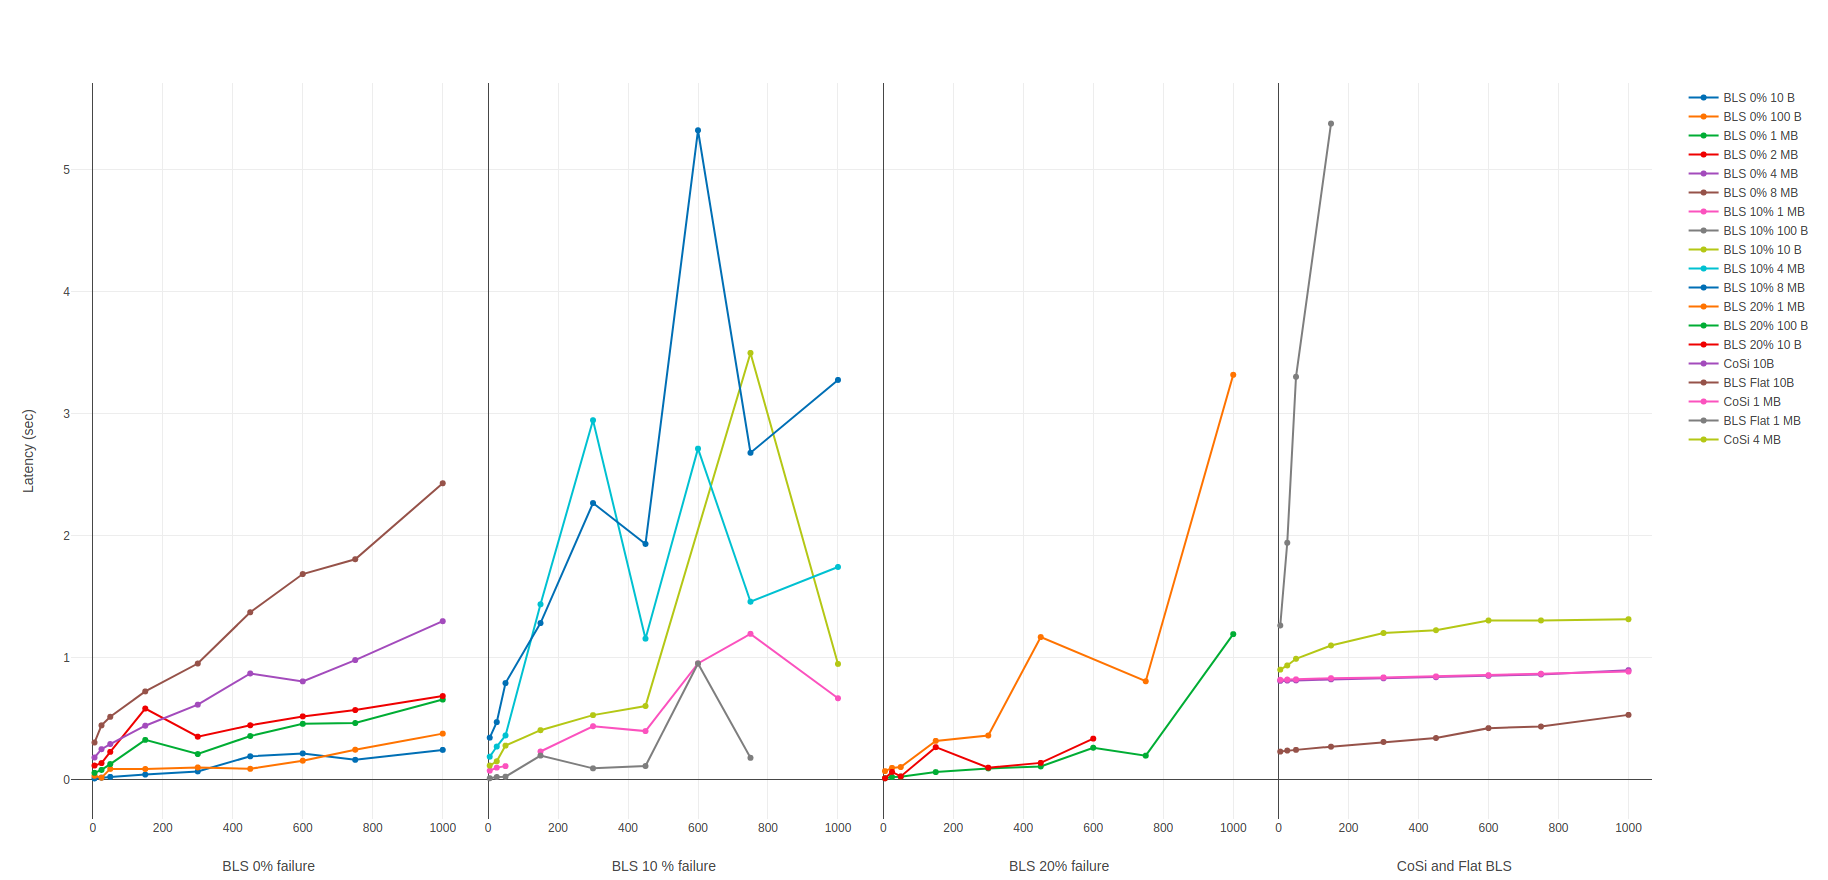 Latency (sec)
5
4
3
2
1
0
0 200 400 600 800 1000
0 200 400 600 800 1000
0 200 400 600 800 1000
0 200 400 600 800 1000
BLS 0% failure
BLS 10 % failure
BLS 20% failure
CoSi and Flat BLS
BLS 0% 10 B
BLS 0% 100 B
BLS 0% 1 MB
BLS 0% 2 MB
BLS 0% 4 MB
BLS 0% 8 MB
BLS 10% 1 MB
BLS 10% 100 B
BLS 10% 10 B
BLS 10% 4 MB
BLS 10% 8 MB
BLS 20% 1 MB
BLS 20% 100 B
BLS 20% 10 B
CoSi 10B
BLS Flat 10B
CoSi 1 MB
BLS Flat 1 MB
CoSi 4 MB